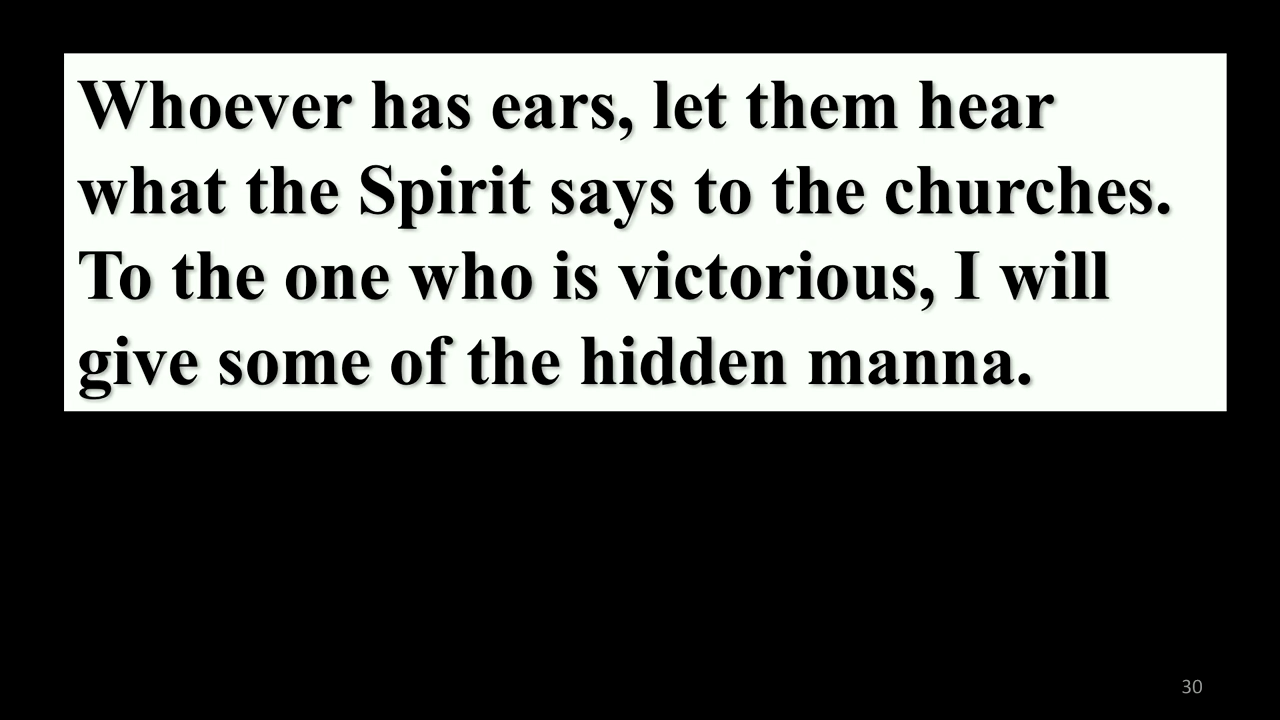 Whoever has ears, let them hear
what the Spirit says to the churches.
To the one who is victorious, I will
give some of the hidden manna.
30